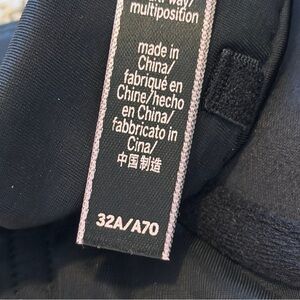 multiposition
made in
China/
fabriqué en
Chine/hecho
en China/
fabbricato in
Cina/
中国制造
32A/A70